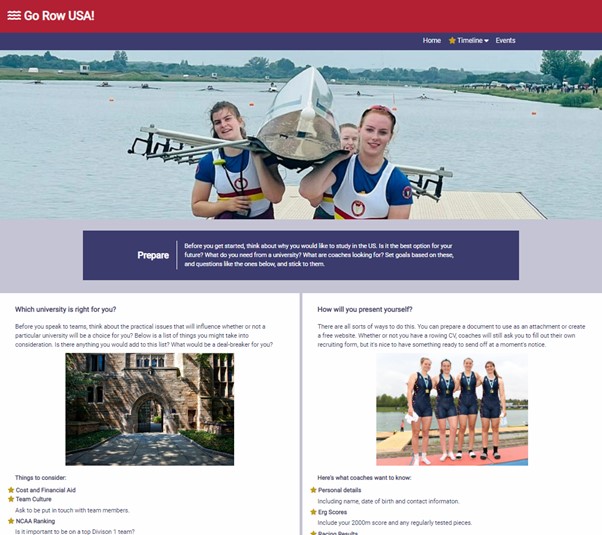 Go Row USA!
Home Timeline Events
Prepare
Before you get started, think about why you would like to study in the US. Is it the best option for your
future? What do you need from a university? What are coaches looking for? Set goals based on these,
and questions like the ones below, and stick to them.
Which university is right for you?
Before you speak to teams, think about the practical issues that will influence whether or not a
particular university will be a choice for you? Below is a list of things you might take into
consideration. Is there anything you would add to this list? What would be a deal-breaker for you?
Things to consider:
Cost and Financial Aid
Team Culture
Ask to be put in touch with team members.
NCAA Ranking
Is it important to be on a top Divison 1 team?
How will you present yourself?
There are all sorts of ways to do this. You can prepare a document to use as an attachment or create
a free website. Whether or not you have a rowing CV, coaches will still ask you to fill out their own
recruiting form, but it's nice to have something ready to send off at a moment's notice.
Here's what coaches want to know:
Personal details
Including name, date of birth and contact information.
Erg Scores
Include your 2000m score and any regularly tested pieces.
Racing Results